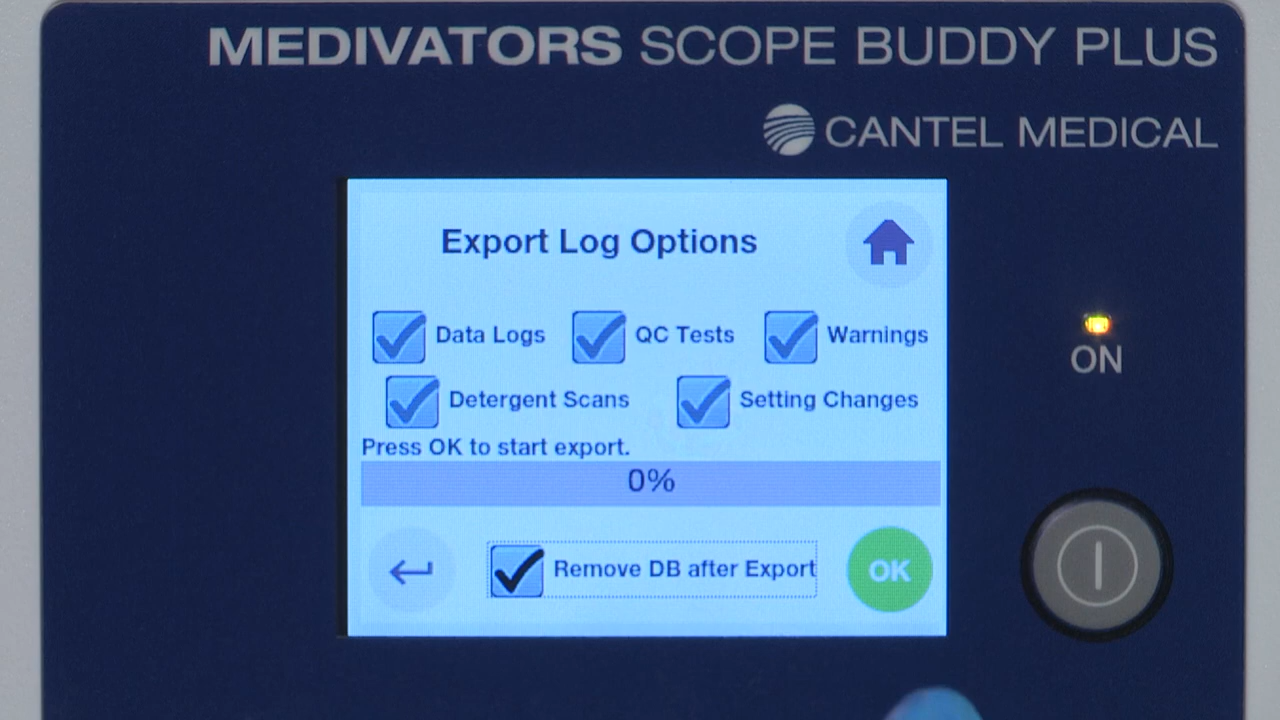 MEDIVATORS SCOPE BUDDY PLUS
CANTEL MEDICAL
Export Log Options
Data Logs QC Tests Warnings
Detergent Scans Setting Changes
Press OK to start export.
0%
Remove DB after Export OK
ON